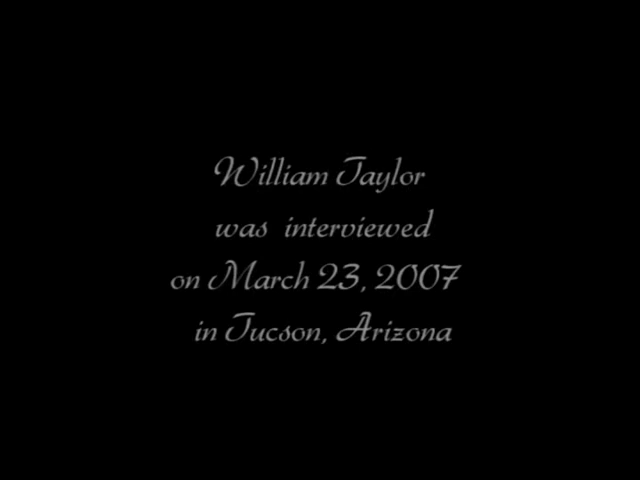 William Taylor
was interviewed
on March 23, 2007
in Tucson, Arizona